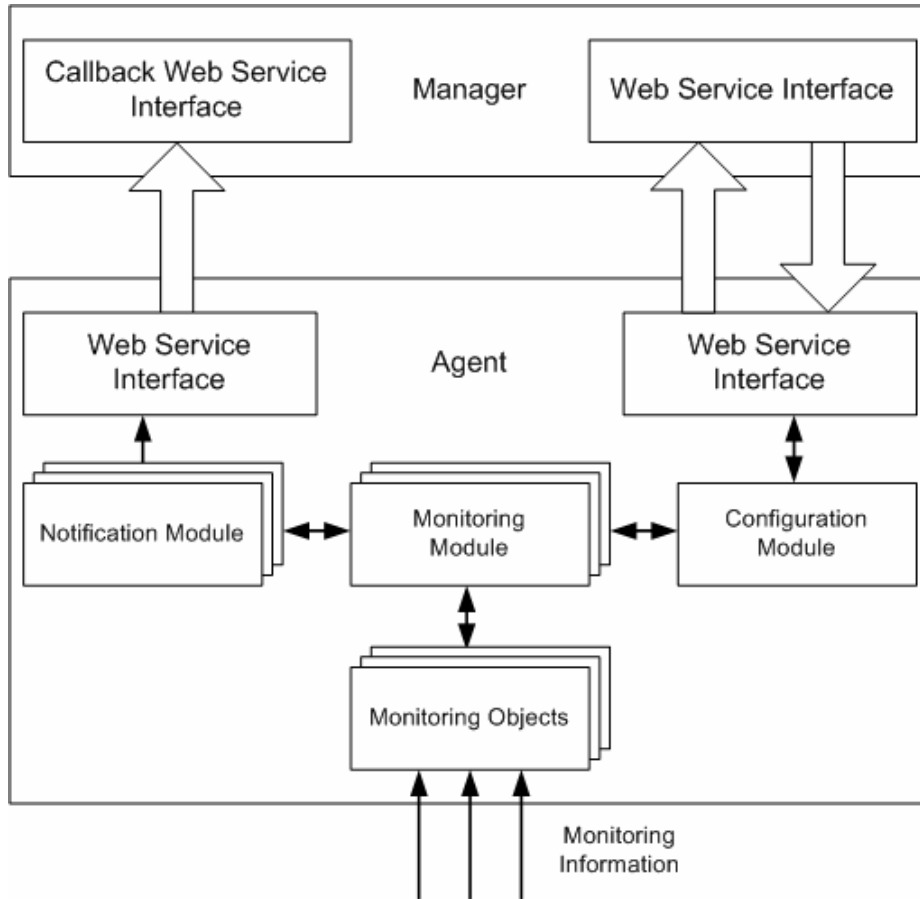 Callback Web Service
Interface
Manager
Web Service Interface
Web Service
Interface
Agent
Web Service
Interface
Notification Module
Monitoring
Module
Configuration
Module
Monitoring Objects
Monitoring
Information